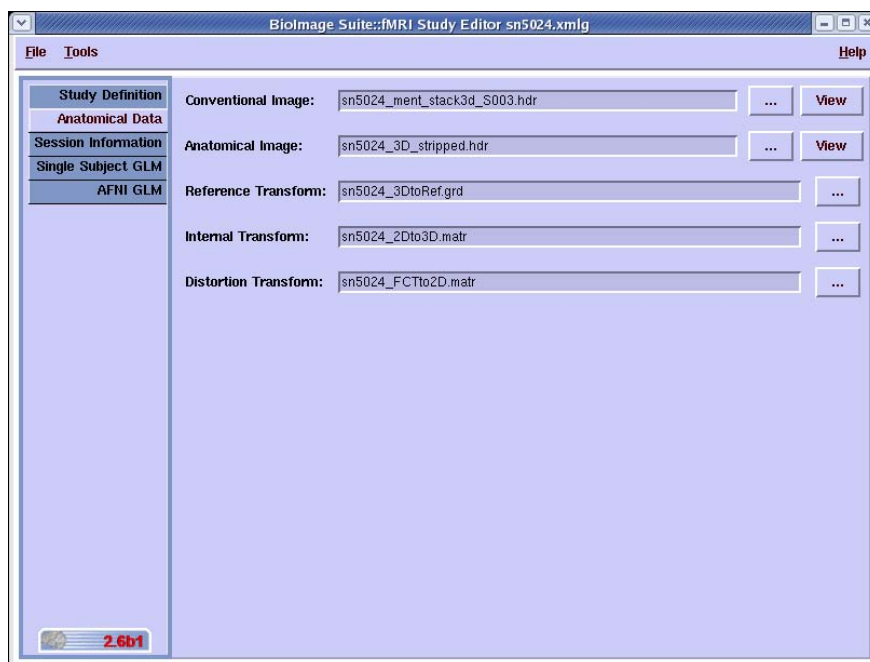 BioImage Suite::fMRI Study Editor sn5024.xmlg
File Tools Help
Study Definition
Anatomical Data
Session Information
Single Subject GLM
AFNI GLM
Conventional Image: sn5024_ment_stack3d_S003.hdr ... View
Anatomical Image: sn5024_3D_stripped.hdr ... View
Reference Transform: sn5024_3DtoRef.grd ...
Internal Transform: sn5024_2Dto3D.matr ...
Distortion Transform: sn5024_FCTto2D.matr ...
2.6b1